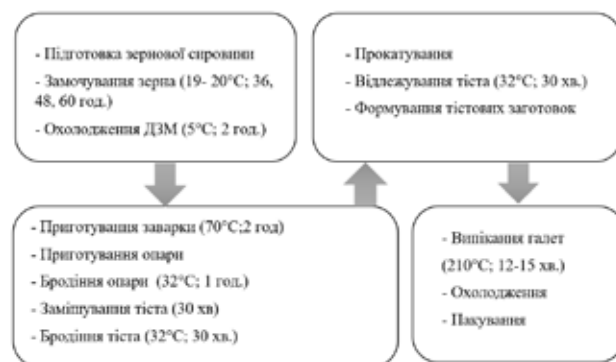 - Підготовка зернової сировини
- Замочування зерна (19- 20°С; 36,
48, 60 год.)
- Охолодження ДЗМ (5°С; 2 год.)
- Приготування заварки (70°С;2 год)
- Приготування опари
- Бродіння опари (32°С; 1 год.)
- Замішування тіста (30 хв)
- Бродіння тіста (32°С; 30 хв.)
- Прокатування
- Відлежування тіста (32°С; 30 хв.)
- Формування тістових заготовок
- Випікання галет
(210°С; 12-15 хв.)
- Охолодження
- Пакування